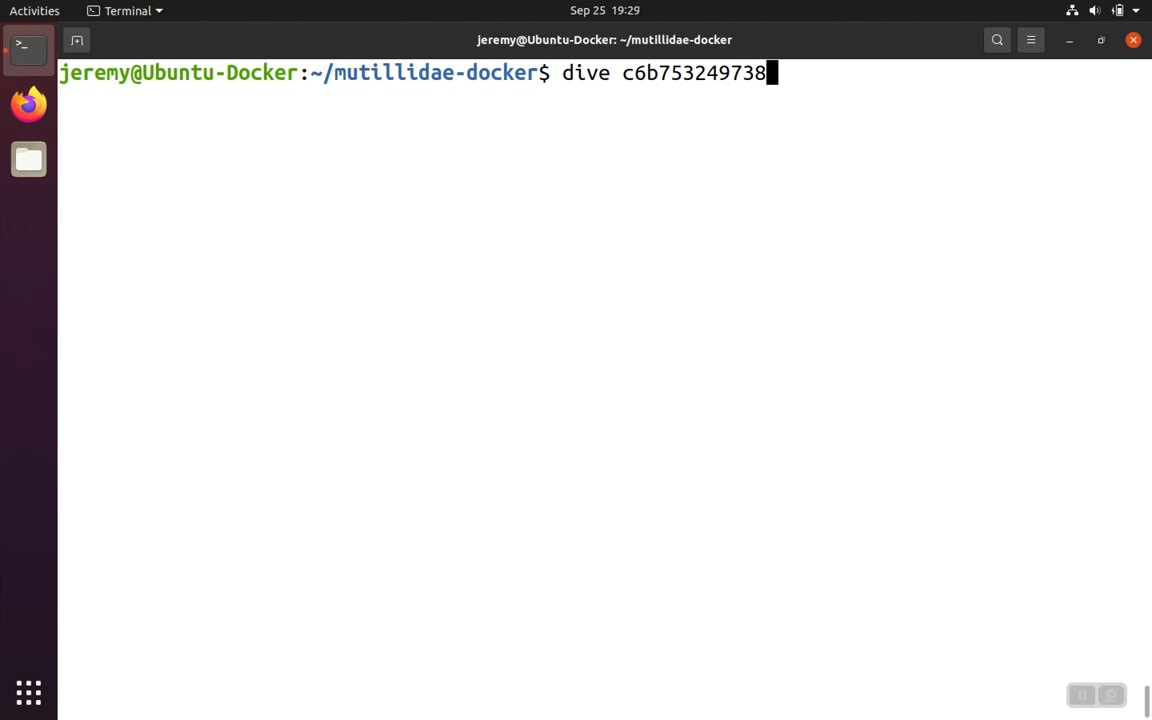 Activities
Terminal
Sep 25 19:29
jeremy@Ubuntu-Docker: ~/mutillidae-docker
jeremy@Ubuntu-Docker:~/mutillidae-docker$ dive c6b753249738